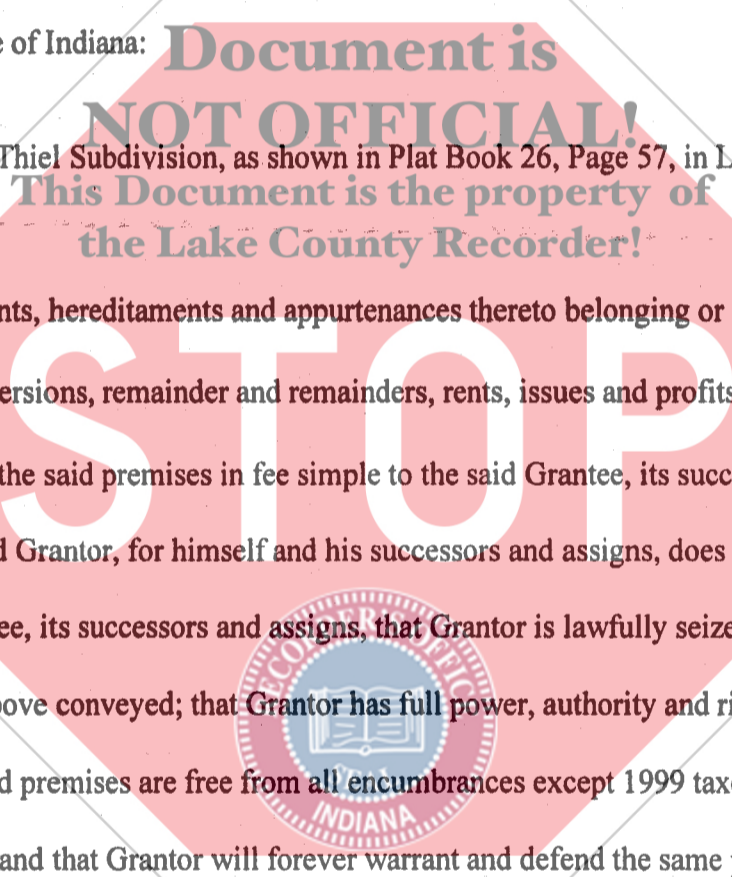 e of Indiana:
Document is
NOT OFFICIAL!
Thiel Subdivision, as shown in Plat Book 26, Page 57, in L
This Document is the property of
the Lake County Recorder!
nts, hereditaments and appurtenances thereto belonging or
STOP
ersions, remainder and remainders, rents, issues and profits
the said premises in fee simple to the said Grantee, its succ
d Grantor, for himself and his successors and assigns, does
ee, its successors and assigns, that Grantor is lawfully seize
RECORDER'S OFFIC
ove conveyed; that Grantor has full power, authority and ri
d premises are free from all encumbrances except 1999 taxe
SEAL
INDIANA
and that Grantor will forever warrant and defend the same